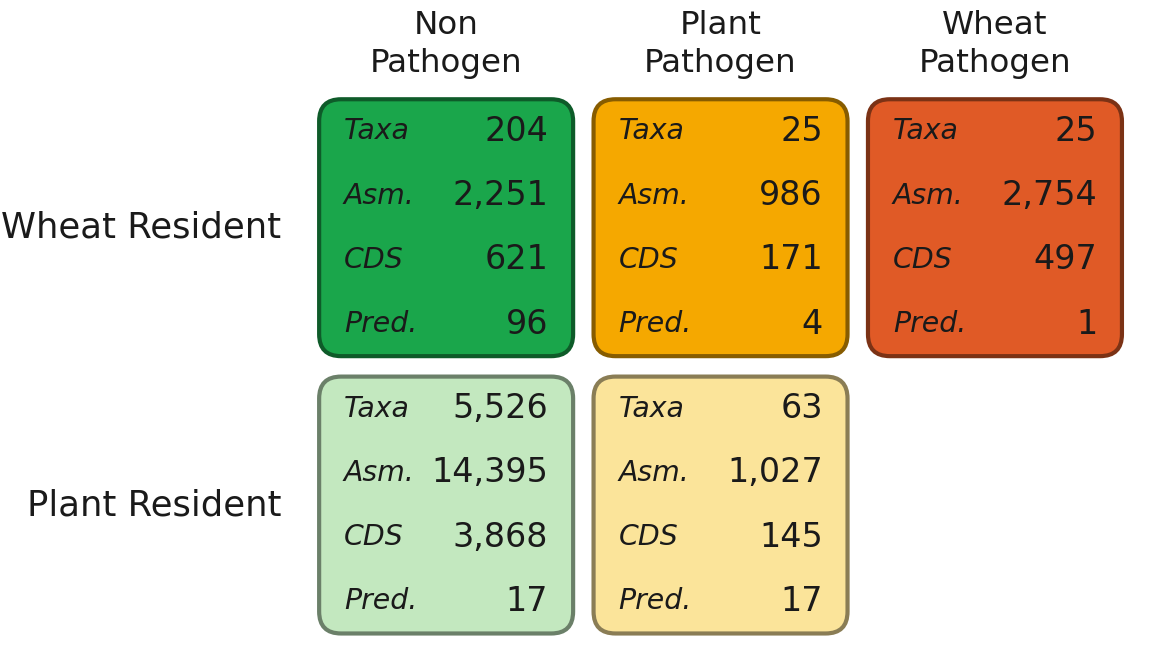 Non
Pathogen
Plant
Pathogen
Wheat
Pathogen
Wheat Resident
Taxa 204
Asm. 2,251
CDS 621
Pred. 96
Taxa 25
Asm. 986
CDS 171
Pred. 4
Taxa 25
Asm. 2,754
CDS 497
Pred. 1
Plant Resident
Taxa 5,526
Asm. 14,395
CDS 3,868
Pred. 17
Taxa 63
Asm. 1,027
CDS 145
Pred. 17